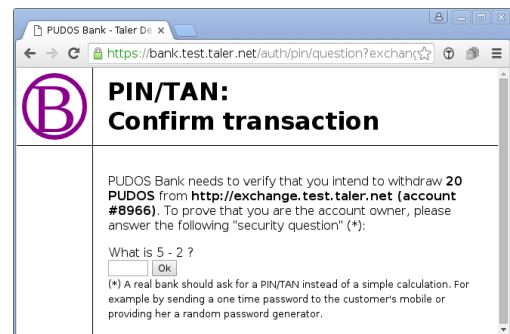 PUDOS Bank - Taler De
https://bank.test.taler.net/auth/pin/question?exchang
B
PIN/TAN:
Confirm transaction
PUDOS Bank needs to verify that you intend to withdraw 20
PUDOS from http://exchange.test.taler.net (account
#8966). To prove that you are the account owner, please
answer the following "security question" (*):
What is 5 - 2 ?
Ok
(*) A real bank should ask for a PIN/TAN instead of a simple calculation. For
example by sending a one time password to the customer's mobile or
providing her a random password generator.